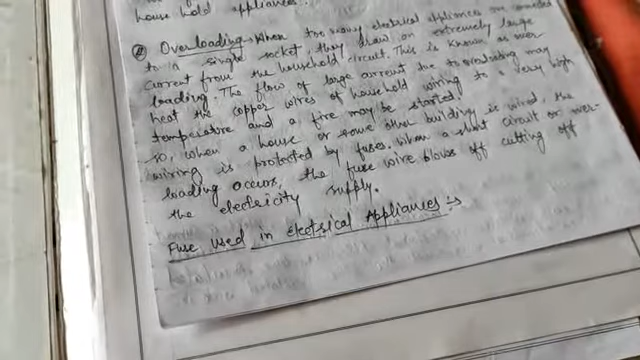 house hold appliances.
Overloading - When too many electrical appliances are connected
to a single socket, they draw an extremely large
current from the household circuit. This is known as over-
loading. The flow of large current due to overloading may
heat the copper wires of household wiring to a very high
temperature and a fire may be started.
So, when a house or some other building is wired, the
wiring is protected by fuses. When a short circuit or over-
loading occurs, the fuse wire blows off cutting off
the electricity supply.
Fuse used in electrical Appliances :-